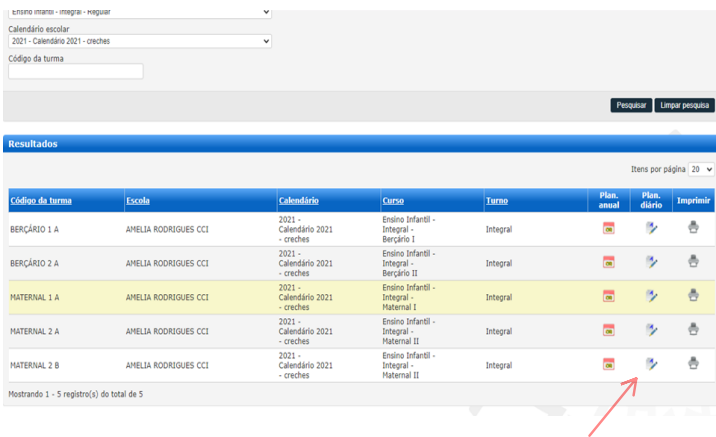 Ensino Infantil - Integral - Regular
Calendário escolar
2021 - Calendário 2021 - creches
Código da turma
Pesquisar Limpar pesquisa
Resultados
Itens por página 20
Código da turma Escola Calendário Curso Turno Plan. anual Plan. diário Imprimir
BERÇÁRIO 1 A AMELIA RODRIGUES CCI 2021 - Calendário 2021 - creches Ensino Infantil - Integral - Berçário I Integral
BERÇÁRIO 2 A AMELIA RODRIGUES CCI 2021 - Calendário 2021 - creches Ensino Infantil - Integral - Berçário II Integral
MATERNAL 1 A AMELIA RODRIGUES CCI 2021 - Calendário 2021 - creches Ensino Infantil - Integral - Maternal I Integral
MATERNAL 2 A AMELIA RODRIGUES CCI 2021 - Calendário 2021 - creches Ensino Infantil - Integral - Maternal II Integral
MATERNAL 2 B AMELIA RODRIGUES CCI 2021 - Calendário 2021 - creches Ensino Infantil - Integral - Maternal II Integral
Mostrando 1 - 5 registro(s) do total de 5